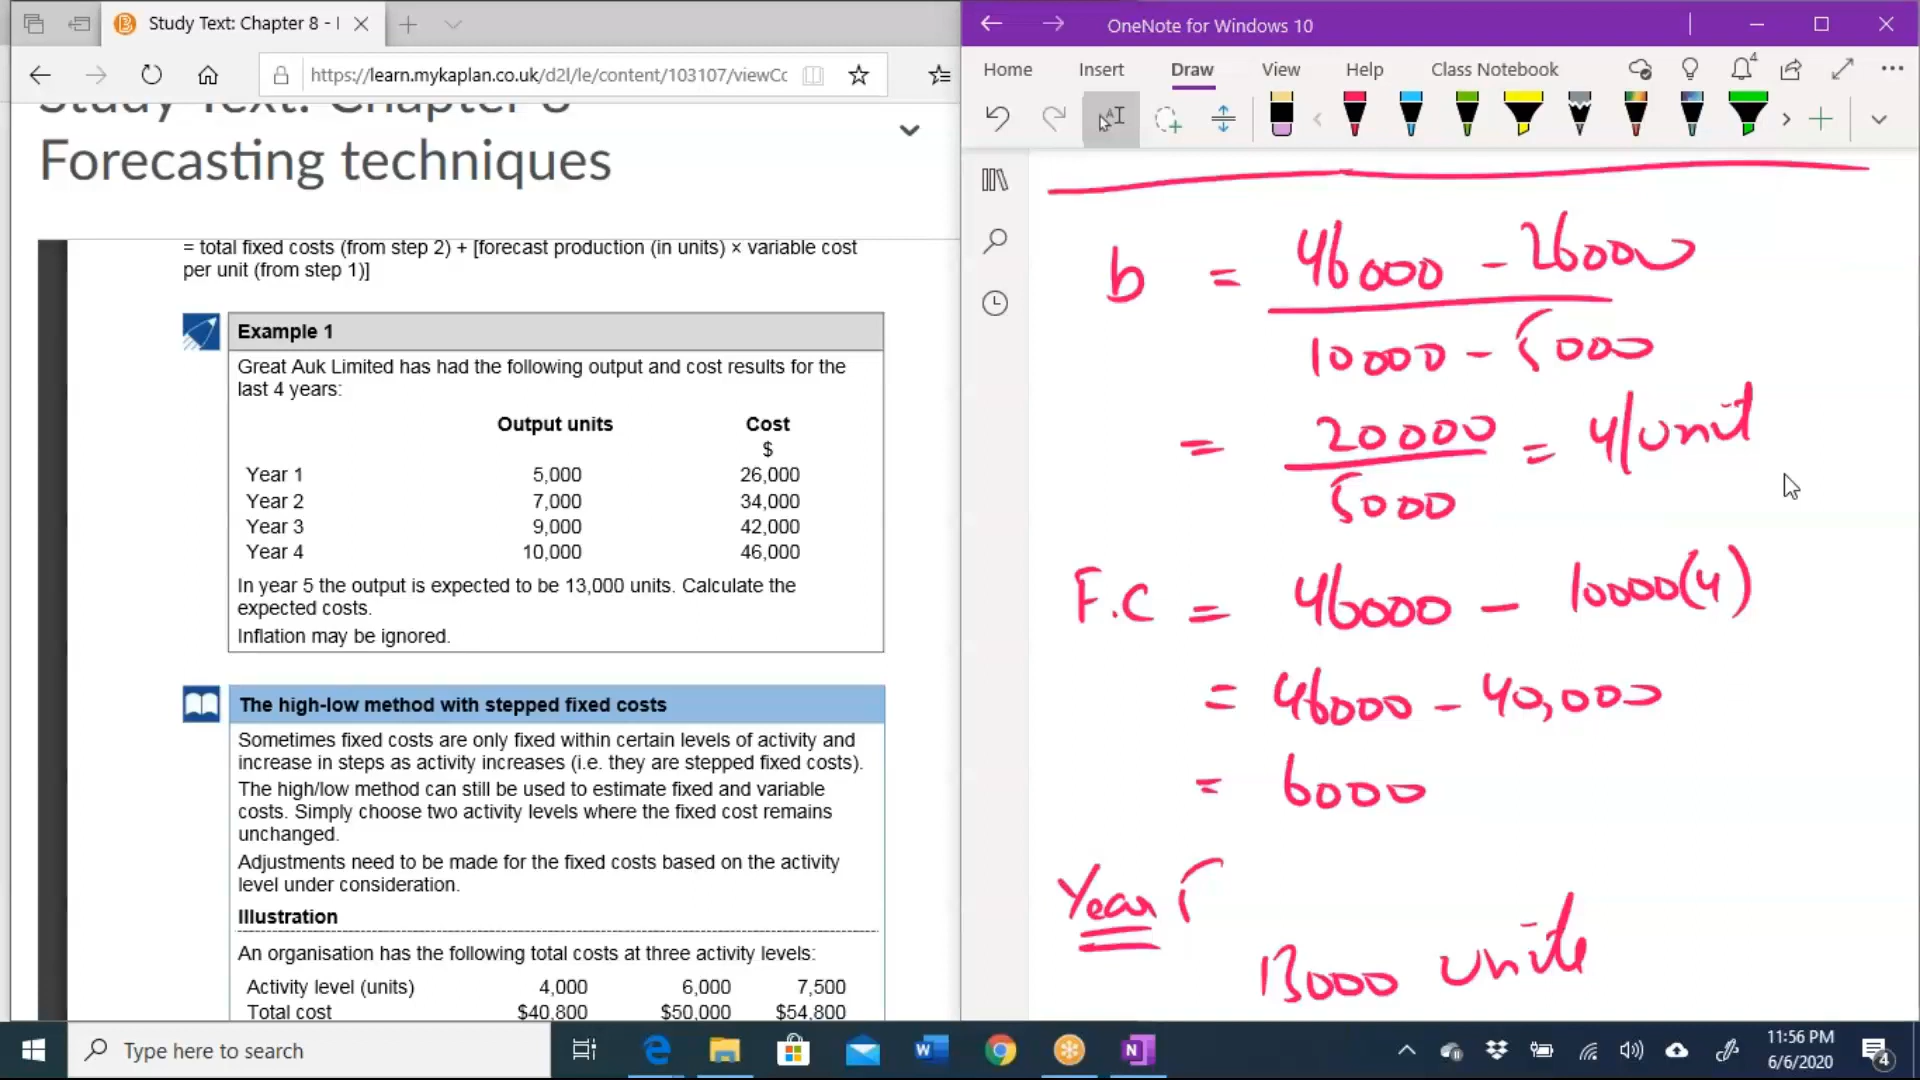 Study Text: Chapter 8 - I
https://learn.mykaplan.co.uk/d2l/le/content/103107/viewCc
Study Text: Chapter 8
Forecasting techniques
= total fixed costs (from step 2) + [forecast production (in units) × variable cost
per unit (from step 1)]
Example 1
Great Auk Limited has had the following output and cost results for the
last 4 years:
Output units Cost
$
Year 1 5,000 26,000
Year 2 7,000 34,000
Year 3 9,000 42,000
Year 4 10,000 46,000
In year 5 the output is expected to be 13,000 units. Calculate the
expected costs.
Inflation may be ignored.
The high-low method with stepped fixed costs
Sometimes fixed costs are only fixed within certain levels of activity and
increase in steps as activity increases (i.e. they are stepped fixed costs).
The high/low method can still be used to estimate fixed and variable
costs. Simply choose two activity levels where the fixed cost remains
unchanged.
Adjustments need to be made for the fixed costs based on the activity
level under consideration.
Illustration
An organisation has the following total costs at three activity levels:
Activity level (units) 4,000 6,000 7,500
Total cost $40,800 $50,000 $54,800
OneNote for Windows 10
Home Insert Draw View Help Class Notebook 4
b = 46000 - 26000
10000 - 5000
= 20000 = 4/unit
5000
F.C = 46000 - 10000(4)
= 46000 - 40,000
= 6000
Year 5
13000 units
Type here to search
11:56 PM
6/6/2020
4